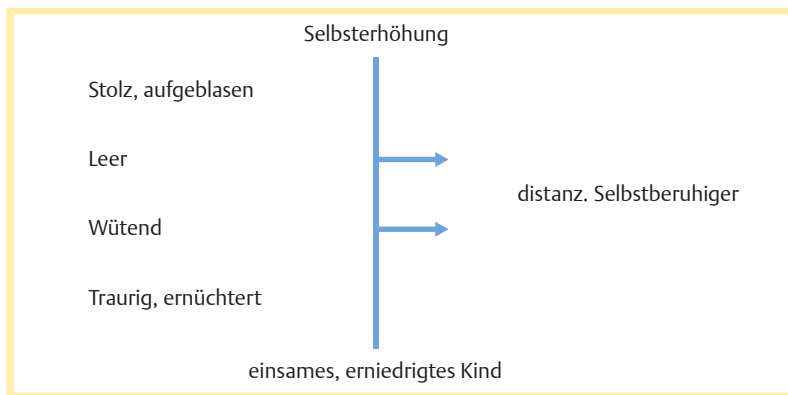 Selbsterhöhung
Stolz, aufgeblasen
Leer
distanz. Selbstberuhiger
Wütend
Traurig, ernüchtert
einsames, erniedrigtes Kind